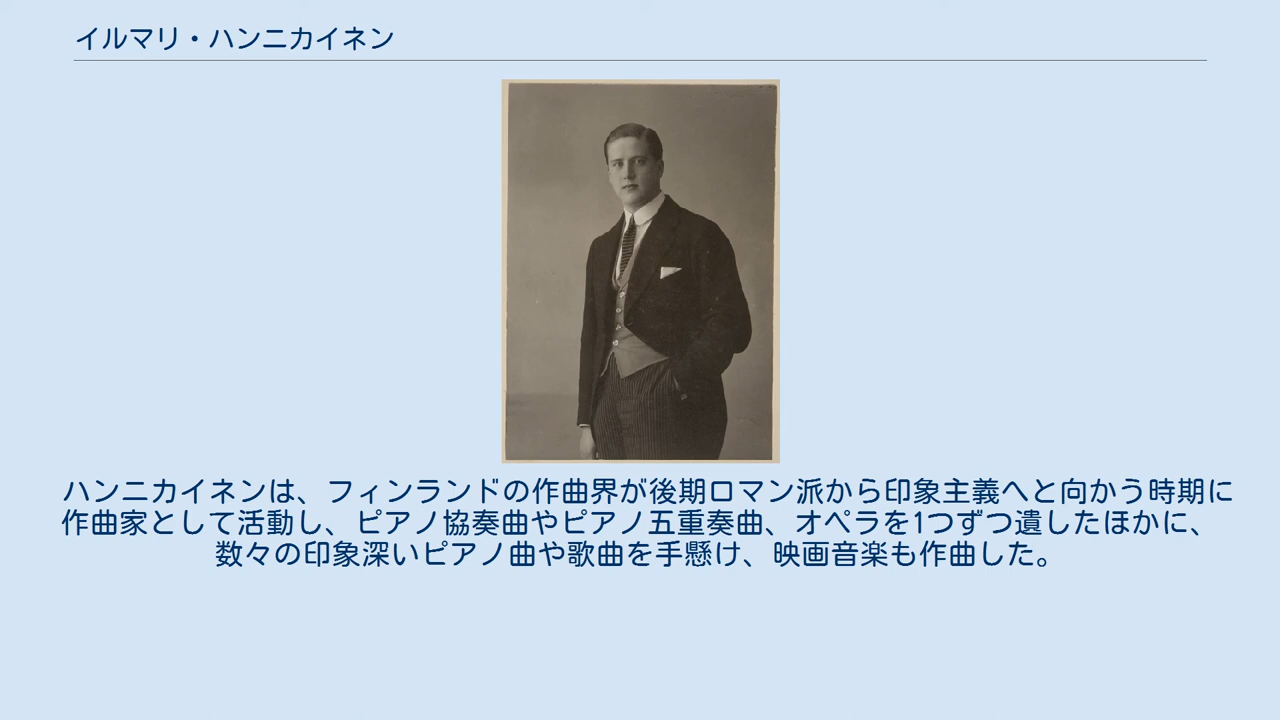 イルマリ・ハンニカイネン
ハンニカイネンは、フィンランドの作曲界が後期ロマン派から印象主義へと向かう時期に
作曲家として活動し、ピアノ協奏曲やピアノ五重奏曲、オペラを1つずつ遺したほかに、
数々の印象深いピアノ曲や歌曲を手懸け、映画音楽も作曲した。